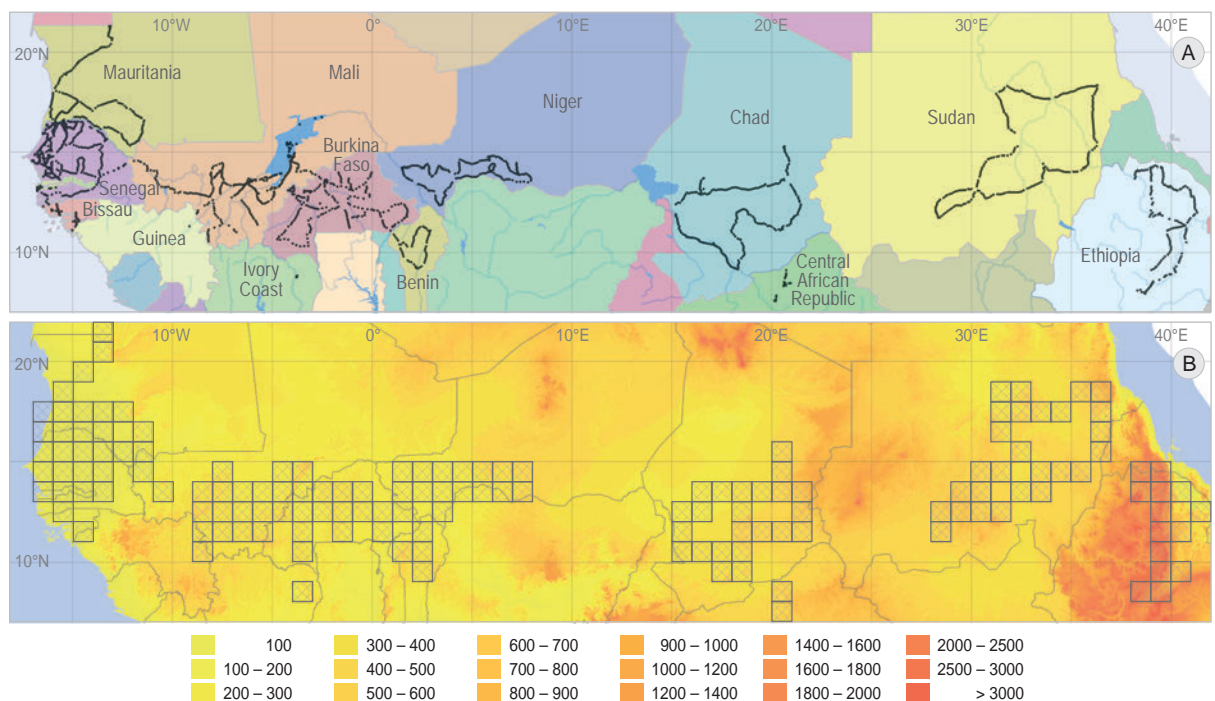 10°W 0° 10°E 20°E 30°E 40°E
A
20°N
Mauritania
Mali
Niger
Chad
Sudan
Burkina
Faso
Senegal
Bissau
Guinea
Ivory
Coast
Benin
Central
African
Republic
Ethiopia
10°N
10°W 0° 10°E 20°E 30°E 40°E
B
20°N
10°N
100 300 – 400 600 – 700 900 – 1000 1400 – 1600 2000 – 2500
100 – 200 400 – 500 700 – 800 1000 – 1200 1600 – 1800 2500 – 3000
200 – 300 500 – 600 800 – 900 1200 – 1400 1800 – 2000 > 3000